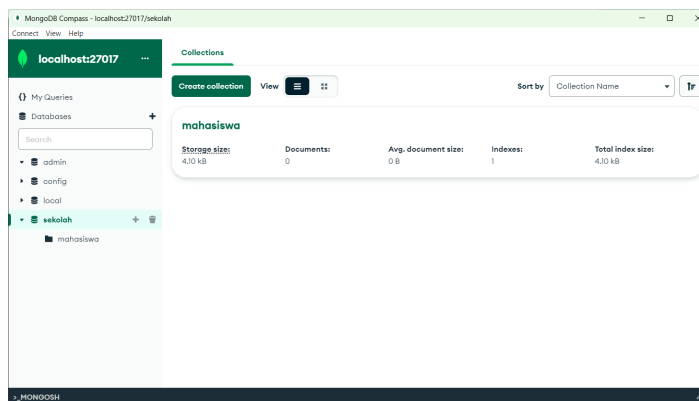 MongoDB Compass - localhost:27017/sekolah
Connect View Help
localhost:27017 ...
{} My Queries
Databases
Search
admin
config
local
sekolah
mahasiswa
Collections
Create collection View Sort by Collection Name
mahasiswa
Storage size: Documents: Avg. document size: Indexes: Total index size:
4.10 kB 0 0 B 1 4.10 kB
>_MONGOSH